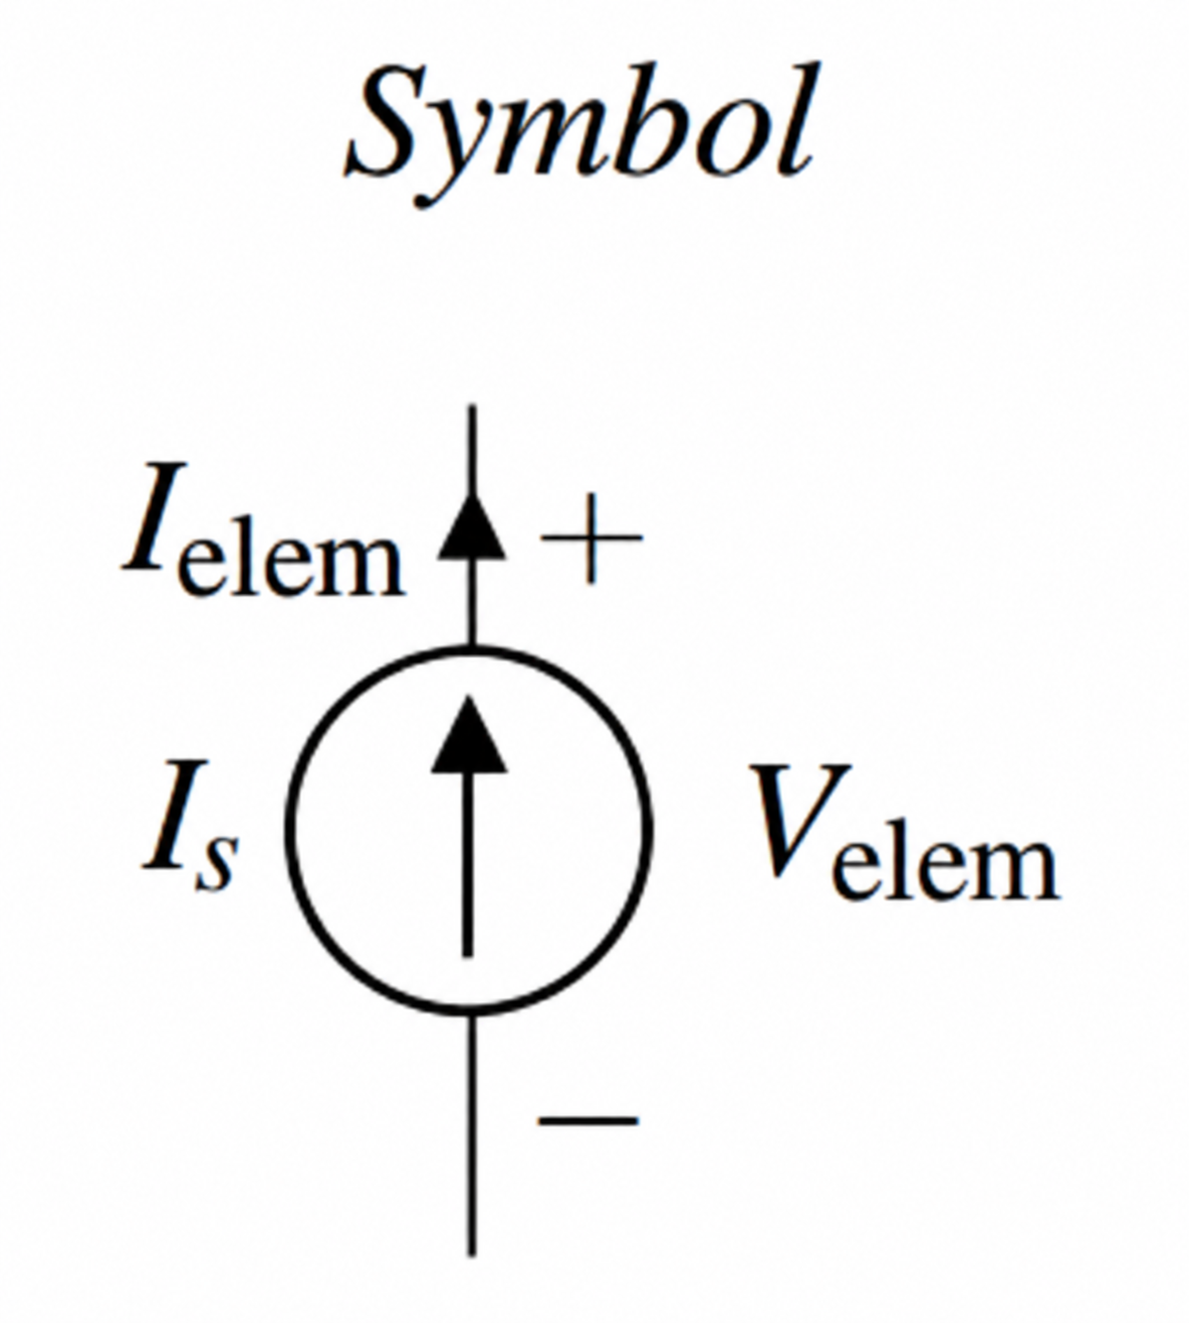 Symbol
I_elem +
I_s V_elem
−